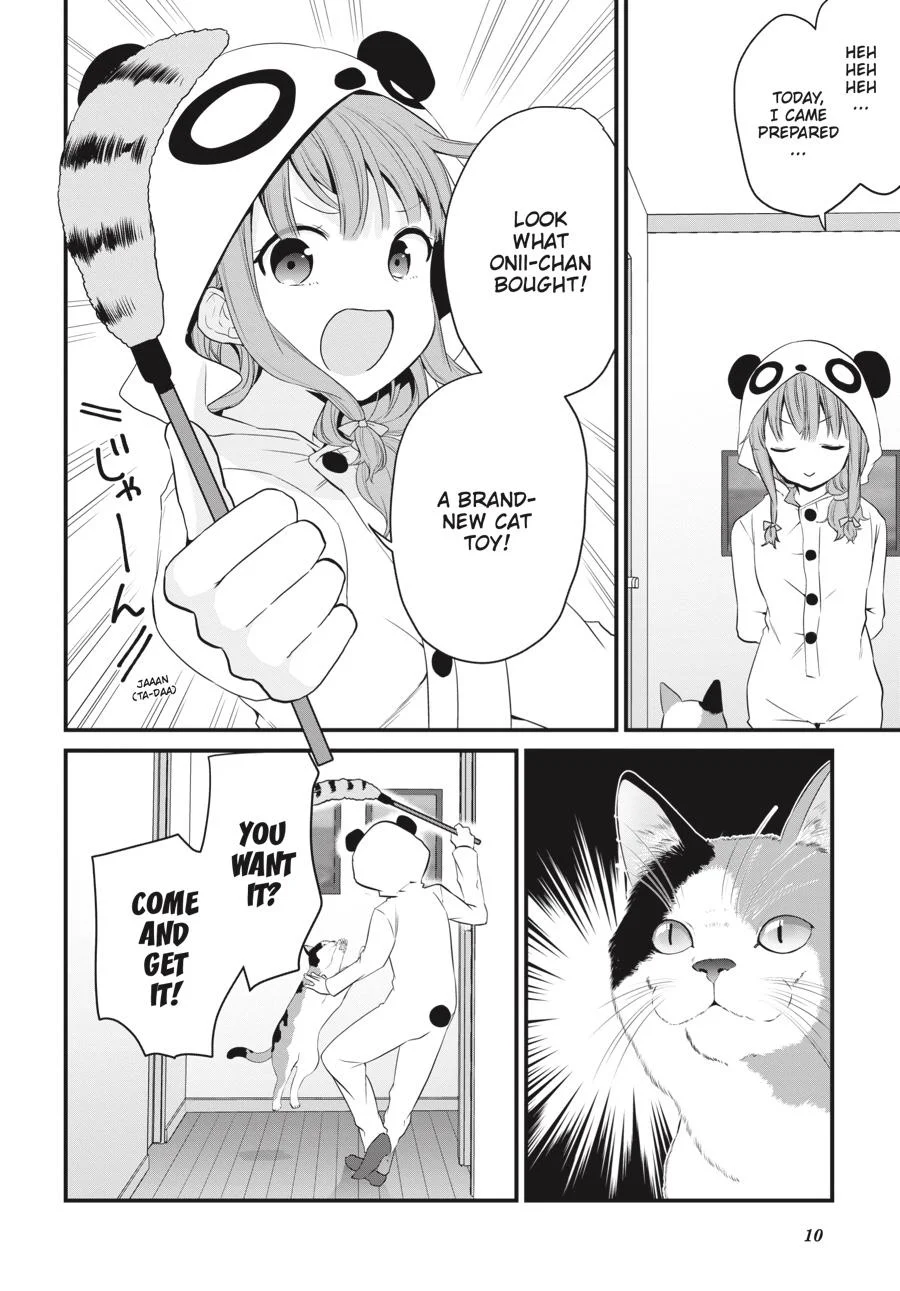 HEH
HEH
HEH
...
TODAY,
I CAME
PREPARED
...
LOOK
WHAT
ONII-CHAN
BOUGHT!
A BRAND-
NEW CAT
TOY!
じゃーん
JAAAN
(TA-DAA)
YOU
WANT
IT?
COME
AND
GET
IT!
10